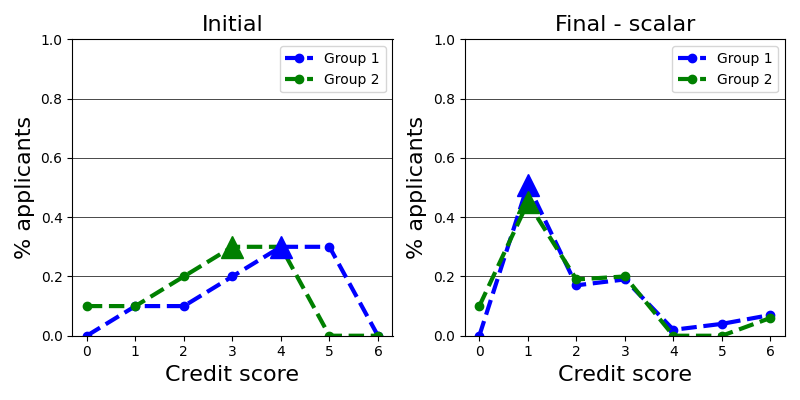 Initial
% applicants
1.0
0.8
0.6
0.4
0.2
0.0
Group 1
Group 2
0 1 2 3 4 5 6
Credit score
Final - scalar
% applicants
1.0
0.8
0.6
0.4
0.2
0.0
Group 1
Group 2
0 1 2 3 4 5 6
Credit score